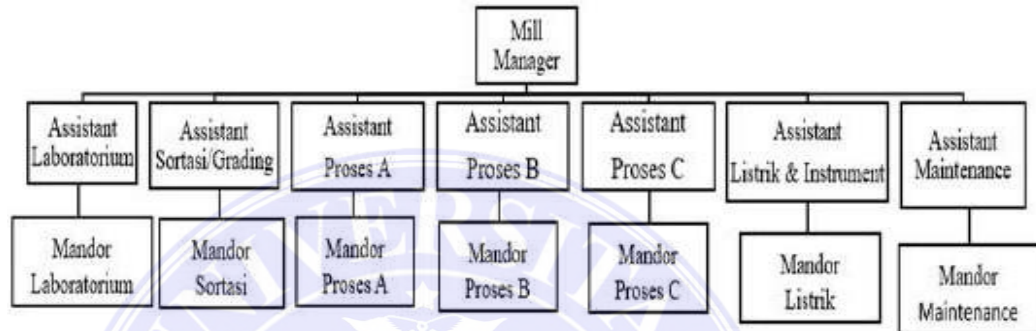 Mill
Manager
Assistant
Laboratorium
Assistant
Sortasi/Grading
Assistant
Proses A
Assistant
Proses B
Assistant
Proses C
Assistant
Listrik & Instrument
Assistant
Maintenance
Mandor
Laboratorium
Mandor
Sortasi
Mandor
Proses A
Mandor
Proses B
Mandor
Proses C
Mandor
Listrik
Mandor
Maintenance